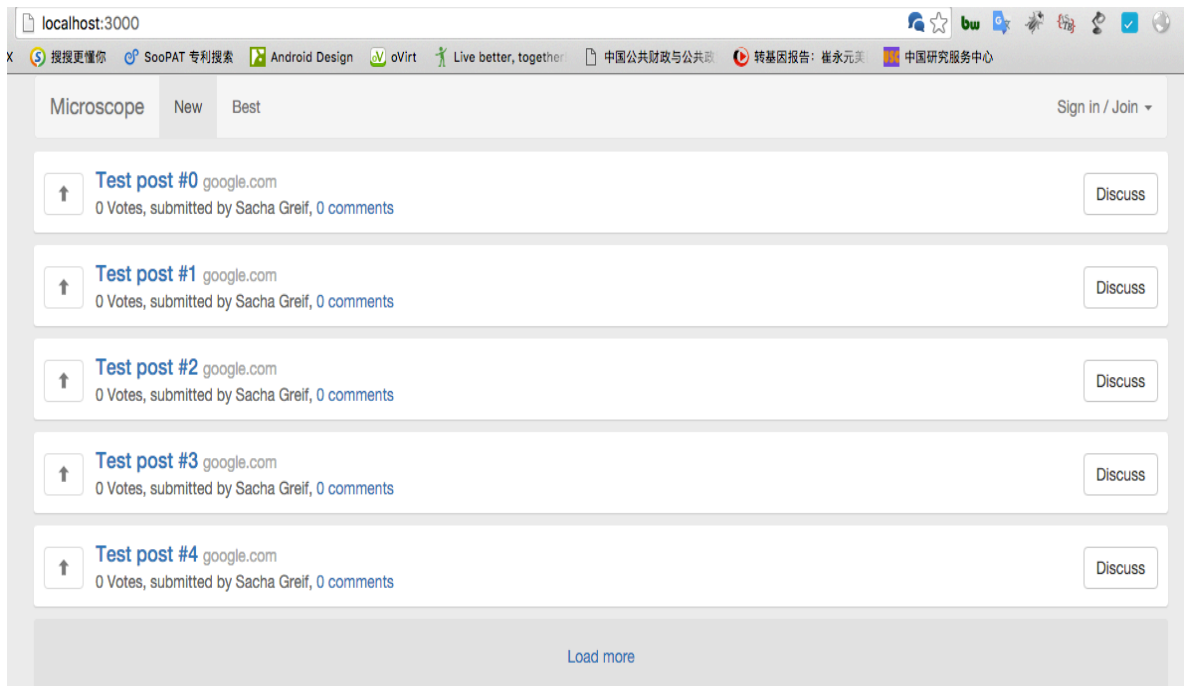 localhost:3000
bw
X 搜搜更懂你 SooPAT 专利搜索 Android Design oVirt Live better, together 中国公共财政与公共政 转基因报告：崔永元美 中国研究服务中心
Microscope New Best Sign in / Join
Test post #0 google.com
0 Votes, submitted by Sacha Greif, 0 comments
Discuss
Test post #1 google.com
0 Votes, submitted by Sacha Greif, 0 comments
Discuss
Test post #2 google.com
0 Votes, submitted by Sacha Greif, 0 comments
Discuss
Test post #3 google.com
0 Votes, submitted by Sacha Greif, 0 comments
Discuss
Test post #4 google.com
0 Votes, submitted by Sacha Greif, 0 comments
Discuss
Load more